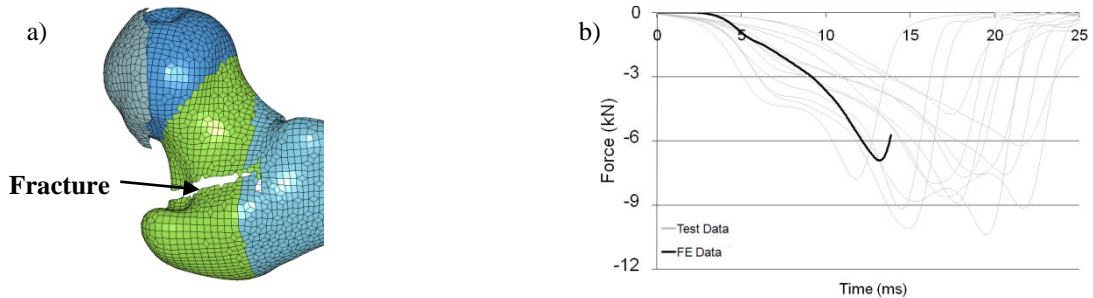 a)
Fracture
b)
0
-3
-6
-9
-12
0 5 10 15 20 25
Force (kN)
Test Data
FE Data
Time (ms)